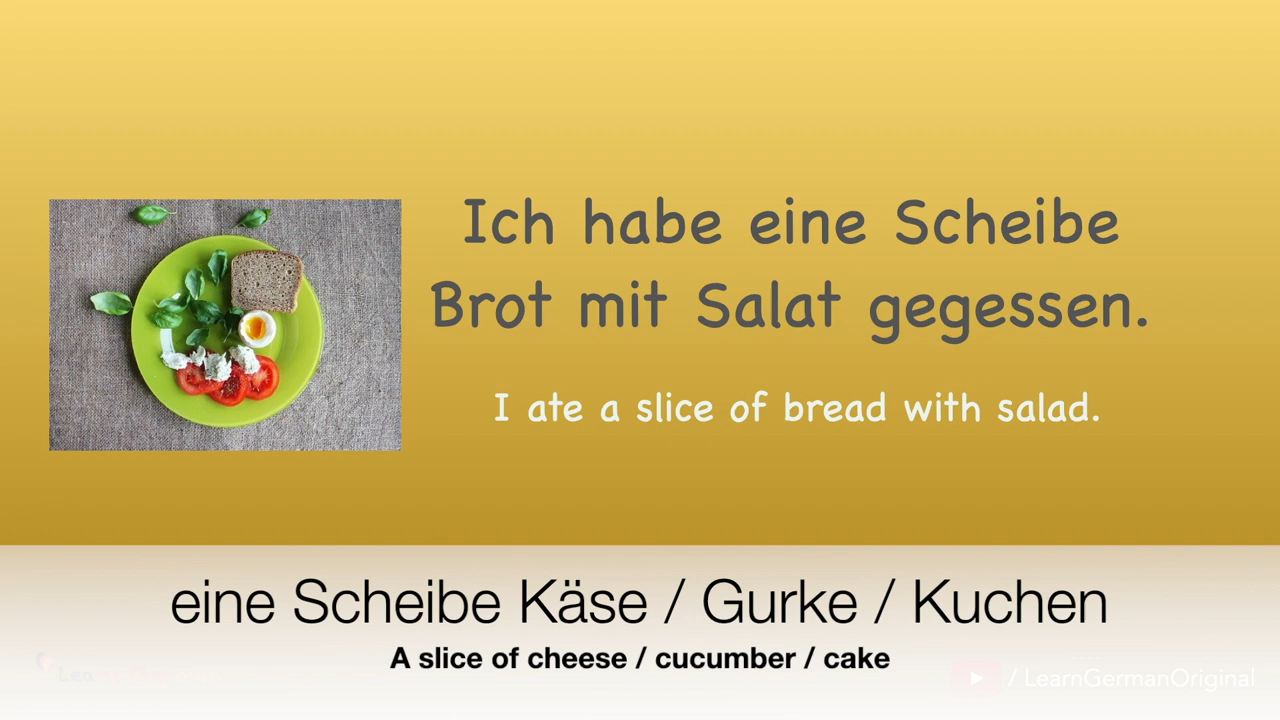 Ich habe eine Scheibe
Brot mit Salat gegessen.
I ate a slice of bread with salad.
eine Scheibe Käse / Gurke / Kuchen
A slice of cheese / cucumber / cake
/ LearnGermanOriginal